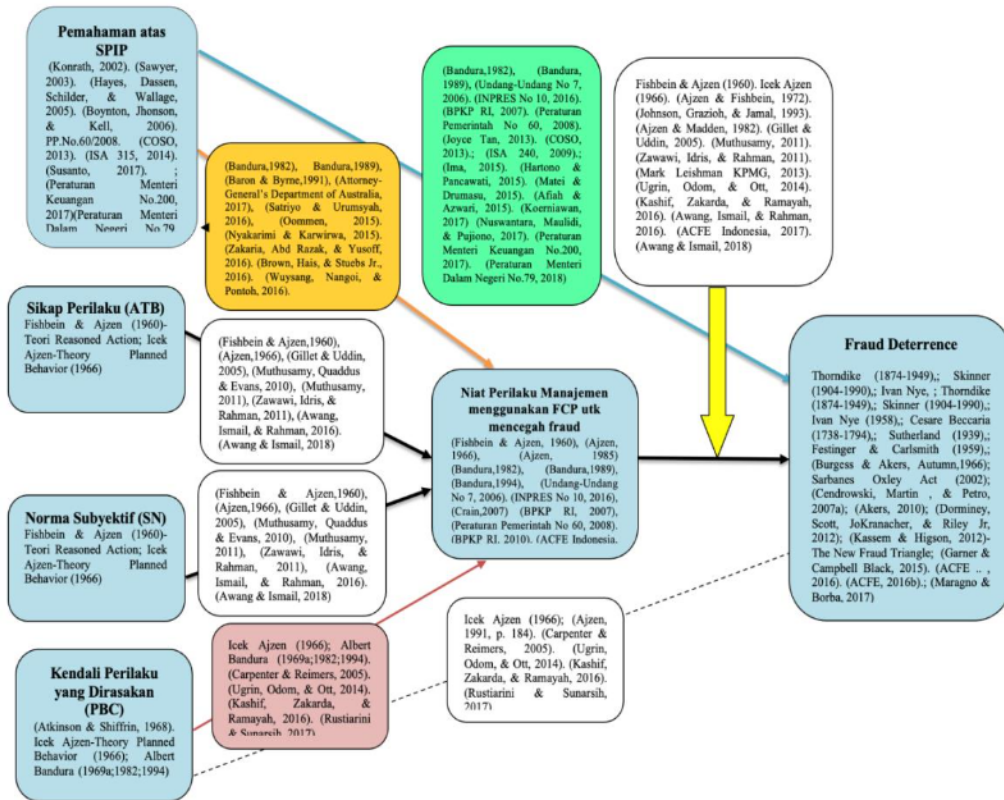 Pemahaman atas
SPIP
(Konrath, 2002). (Sawyer,
2003). (Hayes, Dassen,
Schilder, & Wallage,
2005). (Boynton, Jhonson,
& Kell, 2006).
PP.No.60/2008. (COSO,
2013). (ISA 315, 2014).
(Susanto, 2017). ;
(Peraturan Menteri
Keuangan No.200,
2017)(Peraturan Menteri
Dalam Negeri No.79
(Bandura,1982), Bandura,1989),
(Baron & Byrne,1991), (Attorney-
General's Department of Australia,
2017), (Satriyo & Urumsyah,
2016), (Oommen, 2015).
(Nyakarimi & Karwirwa, 2015).
(Zakaria, Abd Razak, & Yusoff,
2016). (Brown, Hais, & Stuebs Jr.,
2016). (Wuysang, Nangoi, &
Pontoh, 2016).
(Bandura,1982), (Bandura,
1989), (Undang-Undang No 7,
2006). (INPRES No 10, 2016).
(BPKP RI, 2007). (Peraturan
Pemerintah No 60, 2008).
(Joyce Tan, 2013). (COSO,
2013).; (ISA 240, 2009).;
(Ima, 2015). (Hartono &
Pancawati, 2015). (Matei &
Drumasu, 2015). (Afiah &
Azwari, 2015). (Koerniawan,
2017) (Nuswantara, Maulidi, &
Pujiono, 2017). (Peraturan
Menteri Keuangan No.200,
2017). (Peraturan Menteri
Dalam Negeri No.79, 2018)
Fishbein & Ajzen (1960). Icek Ajzen
(1966). (Ajzen & Fishbein, 1972).
(Johnson, Grazioh, & Jamal, 1993).
(Ajzen & Madden, 1982). (Gillet &
Uddin, 2005). (Muthusamy, 2011).
(Zawawi, Idris, & Rahman, 2011).
(Mark Leishman KPMG, 2013).
(Ugrin, Odom, & Ott, 2014).
(Kashif, Zakarda, & Ramayah,
2016). (Awang, Ismail, & Rahman,
2016). (ACFE Indonesia, 2017).
(Awang & Ismail, 2018)
Sikap Perilaku (ATB)
Fishbein & Ajzen (1960)-
Teori Reasoned Action; Icek
Ajzen-Theory Planned
Behavior (1966)
(Fishbein & Ajzen,1960),
(Ajzen,1966), (Gillet & Uddin,
2005), (Muthusamy, Quaddus
& Evans, 2010), (Muthusamy,
2011), (Zawawi, Idris, &
Rahman, 2011), (Awang,
Ismail, & Rahman, 2016).
(Awang & Ismail, 2018)
Niat Perilaku Manajemen
menggunakan FCP utk
mencegah fraud
(Fishbein & Ajzen, 1960), (Ajzen,
1966), (Ajzen, 1985)
(Bandura,1982), (Bandura,1989),
(Bandura,1994), (Undang-Undang
No 7, 2006). (INPRES No 10, 2016),
(Crain,2007) (BPKP RI, 2007),
(Peraturan Pemerintah No 60, 2008).
(BPKP RI. 2010). (ACFE Indonesia.
Fraud Deterrence
Thorndike (1874-1949),; Skinner
(1904-1990),; Ivan Nye, ; Thorndike
(1874-1949),; Skinner (1904-1990),;
Ivan Nye (1958),; Cesare Beccaria
(1738-1794),; Sutherland (1939),;
Festinger & Carlsmith (1959),;
(Burgess & Akers, Autumn,1966);
Sarbanes Oxley Act (2002);
(Cendrowski, Martin , & Petro,
2007a); (Akers, 2010); (Dorminey,
Scott, JoKranacher, & Riley Jr,
2012); (Kassem & Higson, 2012)-
The New Fraud Triangle; (Garner &
Campbell Black, 2015). (ACFE .. ,
2016). (ACFE, 2016b).; (Maragno &
Borba, 2017)
Norma Subyektif (SN)
Fishbein & Ajzen (1960)-
Teori Reasoned Action; Icek
Ajzen-Theory Planned
Behavior (1966)
(Fishbein & Ajzen,1960),
(Ajzen,1966), (Gillet & Uddin,
2005), (Muthusamy, Quaddus
& Evans, 2010), (Muthusamy,
2011), (Zawawi, Idris, &
Rahman, 2011), (Awang,
Ismail, & Rahman, 2016).
(Awang & Ismail, 2018)
Kendali Perilaku
yang Dirasakan
(PBC)
(Atkinson & Shiffrin, 1968).
Icek Ajzen-Theory Planned
Behavior (1966); Albert
Bandura (1969a;1982;1994)
Icek Ajzen (1966); Albert
Bandura (1969a;1982;1994).
(Carpenter & Reimers, 2005).
(Ugrin, Odom, & Ott, 2014).
(Kashif, Zakarda, &
Ramayah, 2016). (Rustiarini
& Sunarsih, 2017)
Icek Ajzen (1966); (Ajzen,
1991, p. 184). (Carpenter &
Reimers, 2005). (Ugrin,
Odom, & Ott, 2014). (Kashif,
Zakarda, & Ramayah, 2016).
(Rustiarini & Sunarsih,
2017)